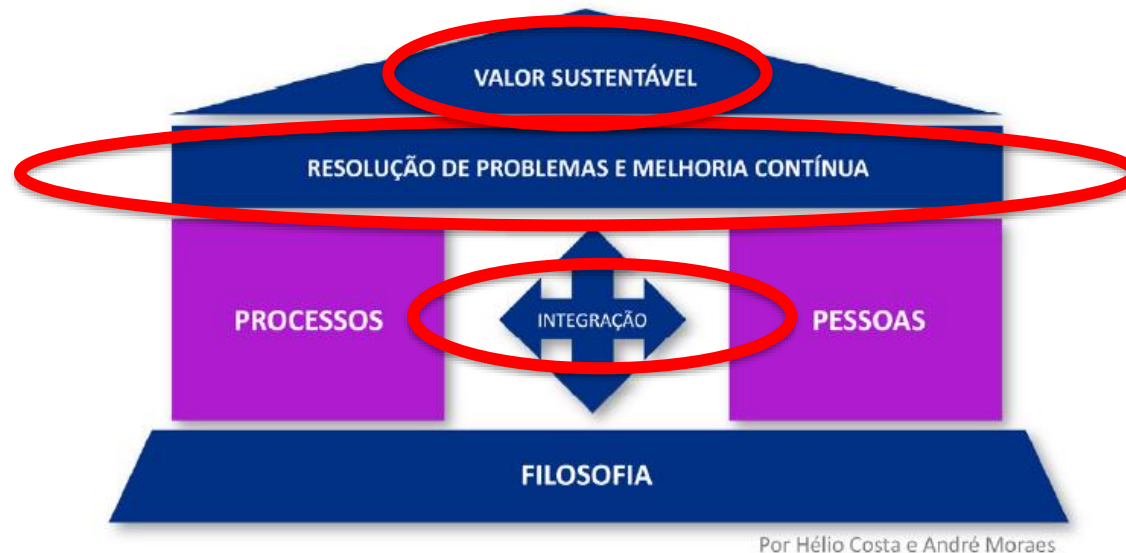 VALOR SUSTENTÁVEL
RESOLUÇÃO DE PROBLEMAS E MELHORIA CONTÍNUA
PROCESSOS
INTEGRAÇÃO
PESSOAS
FILOSOFIA
Por Hélio Costa e André Moraes